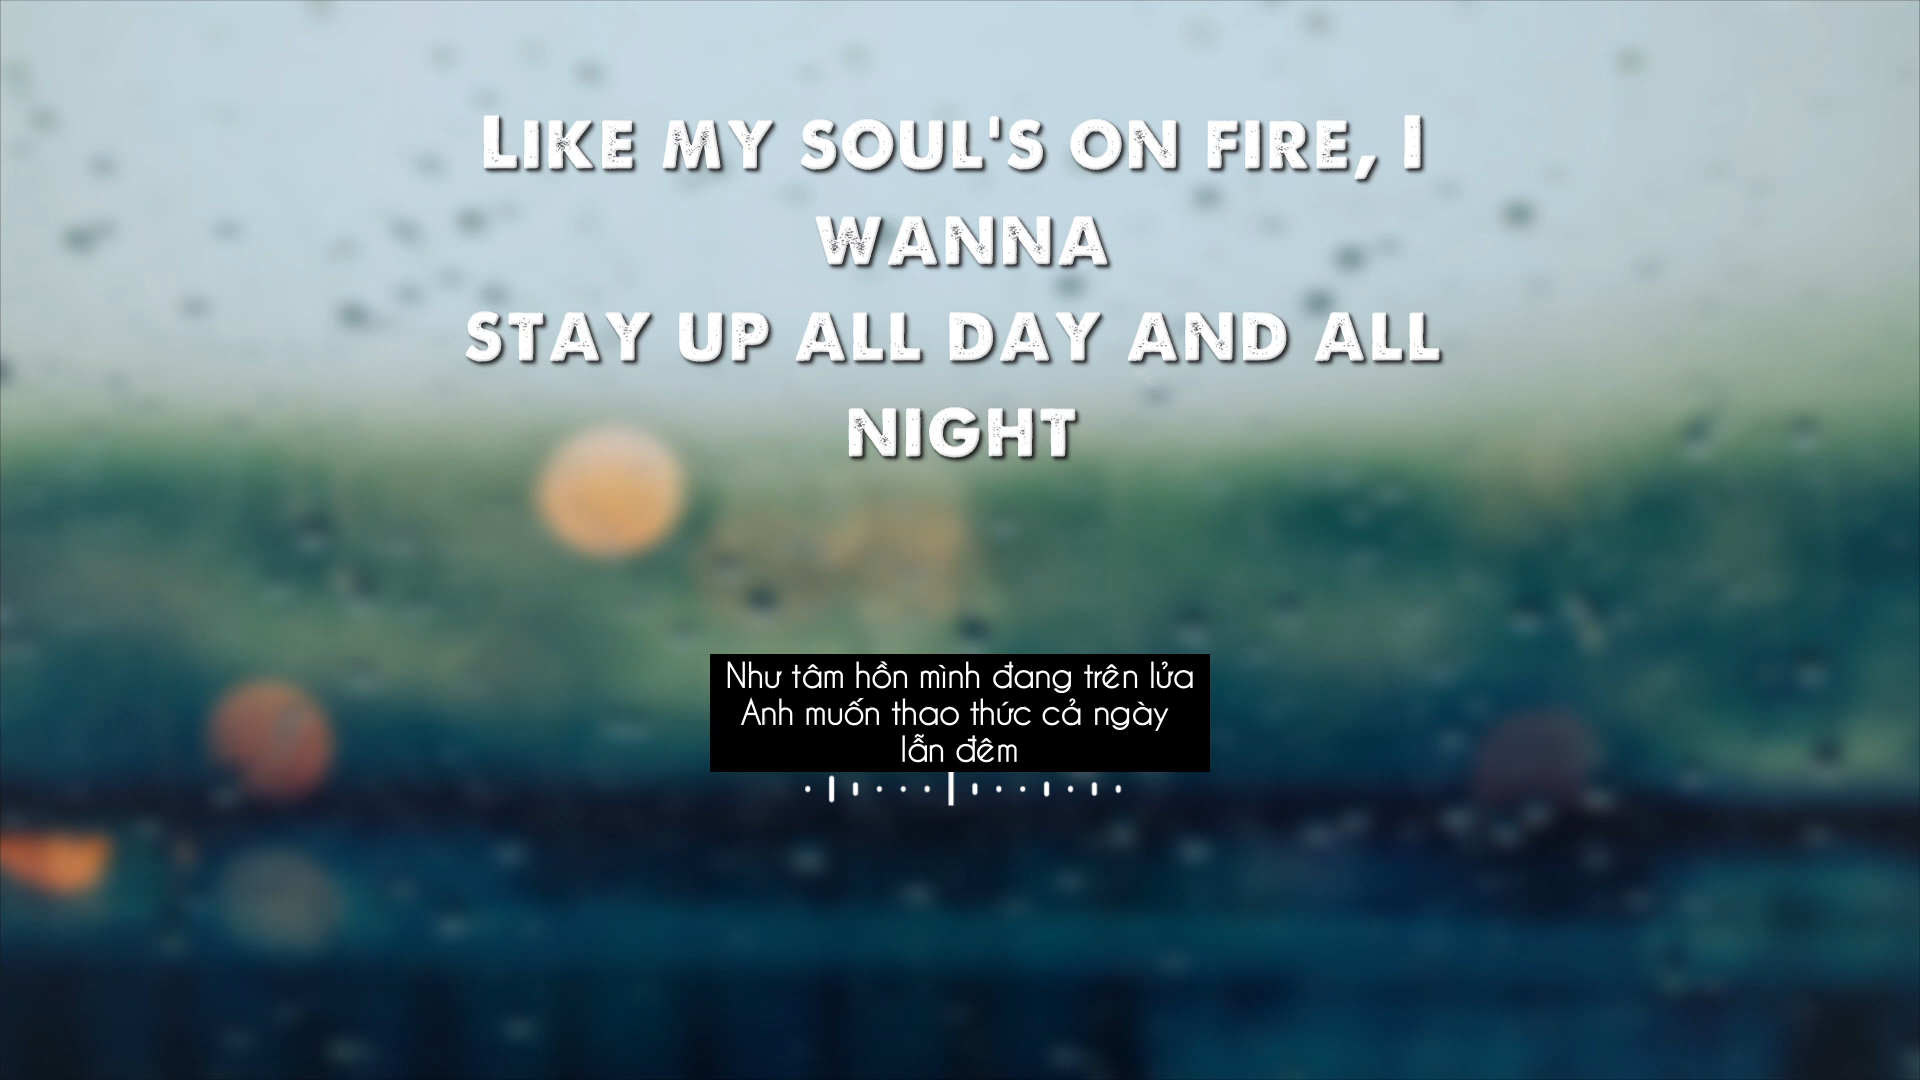 Like my soul's on fire, I
wanna
stay up all day and all
night
Như tâm hồn mình đang trên lửa
Anh muốn thao thức cả ngày
lẫn đêm